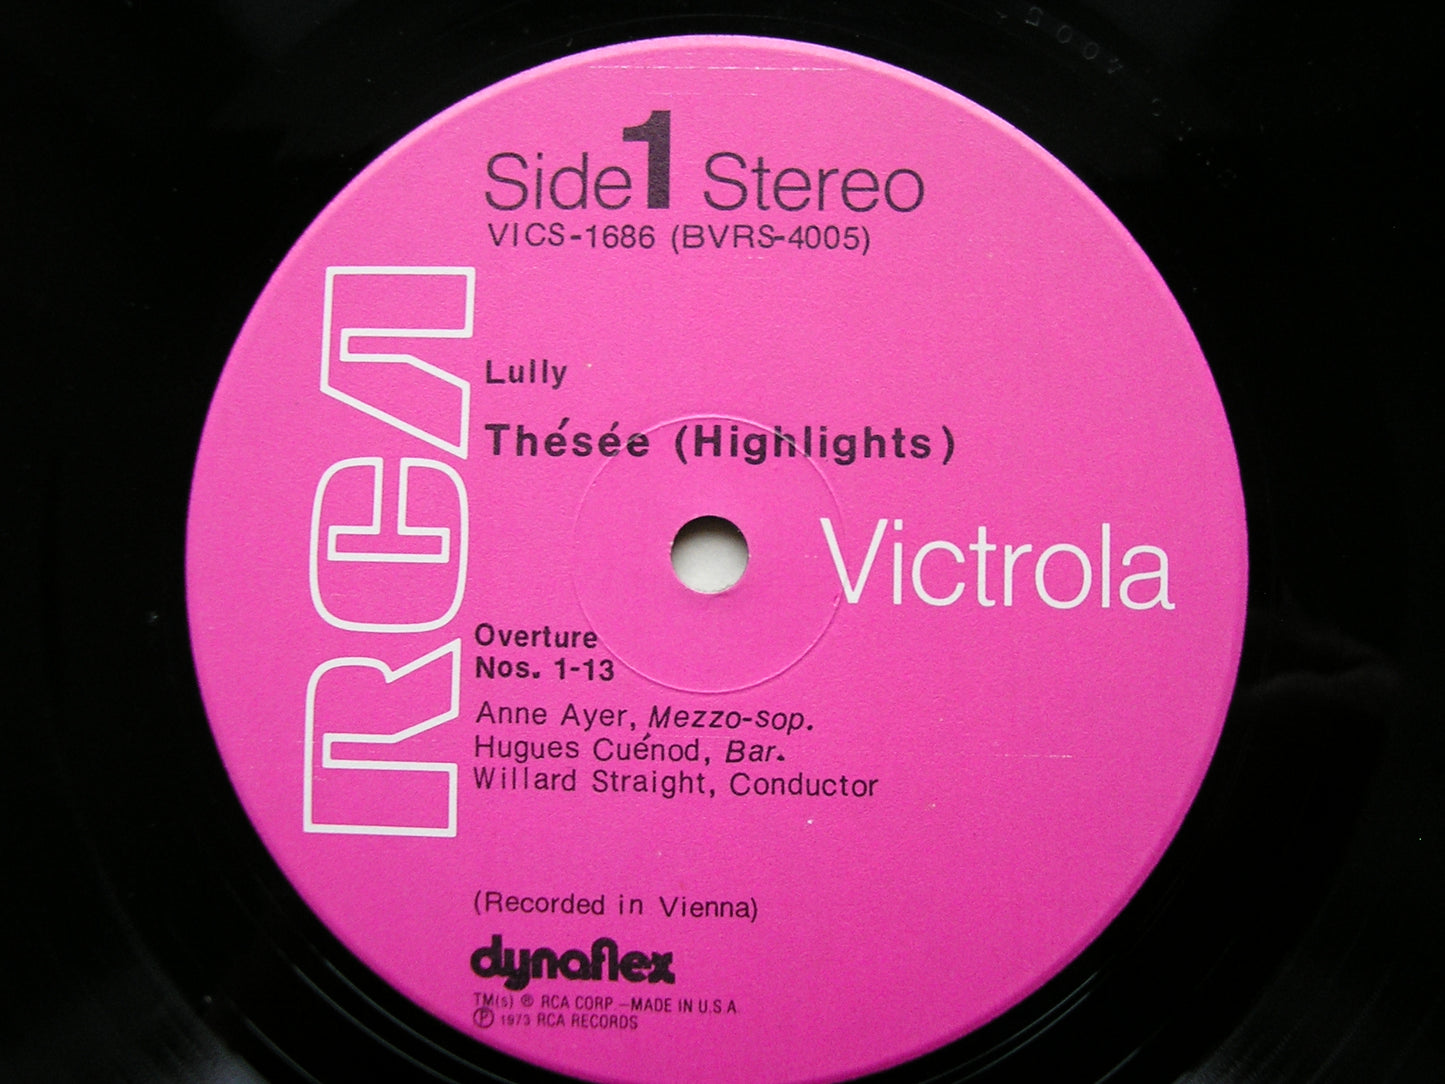 Side 1 Stereo
VICS-1686 (BVRS-4005)
RCA
Lully
Thésée (Highlights)
Victrola
Overture
Nos. 1-13
Anne Ayer, Mezzo-sop.
Hugues Cuénod, Bar.
Willard Straight, Conductor
(Recorded in Vienna)
dynaflex
TM(s) ® RCA CORP.—MADE IN U.S.A.
℗ 1973 RCA RECORDS